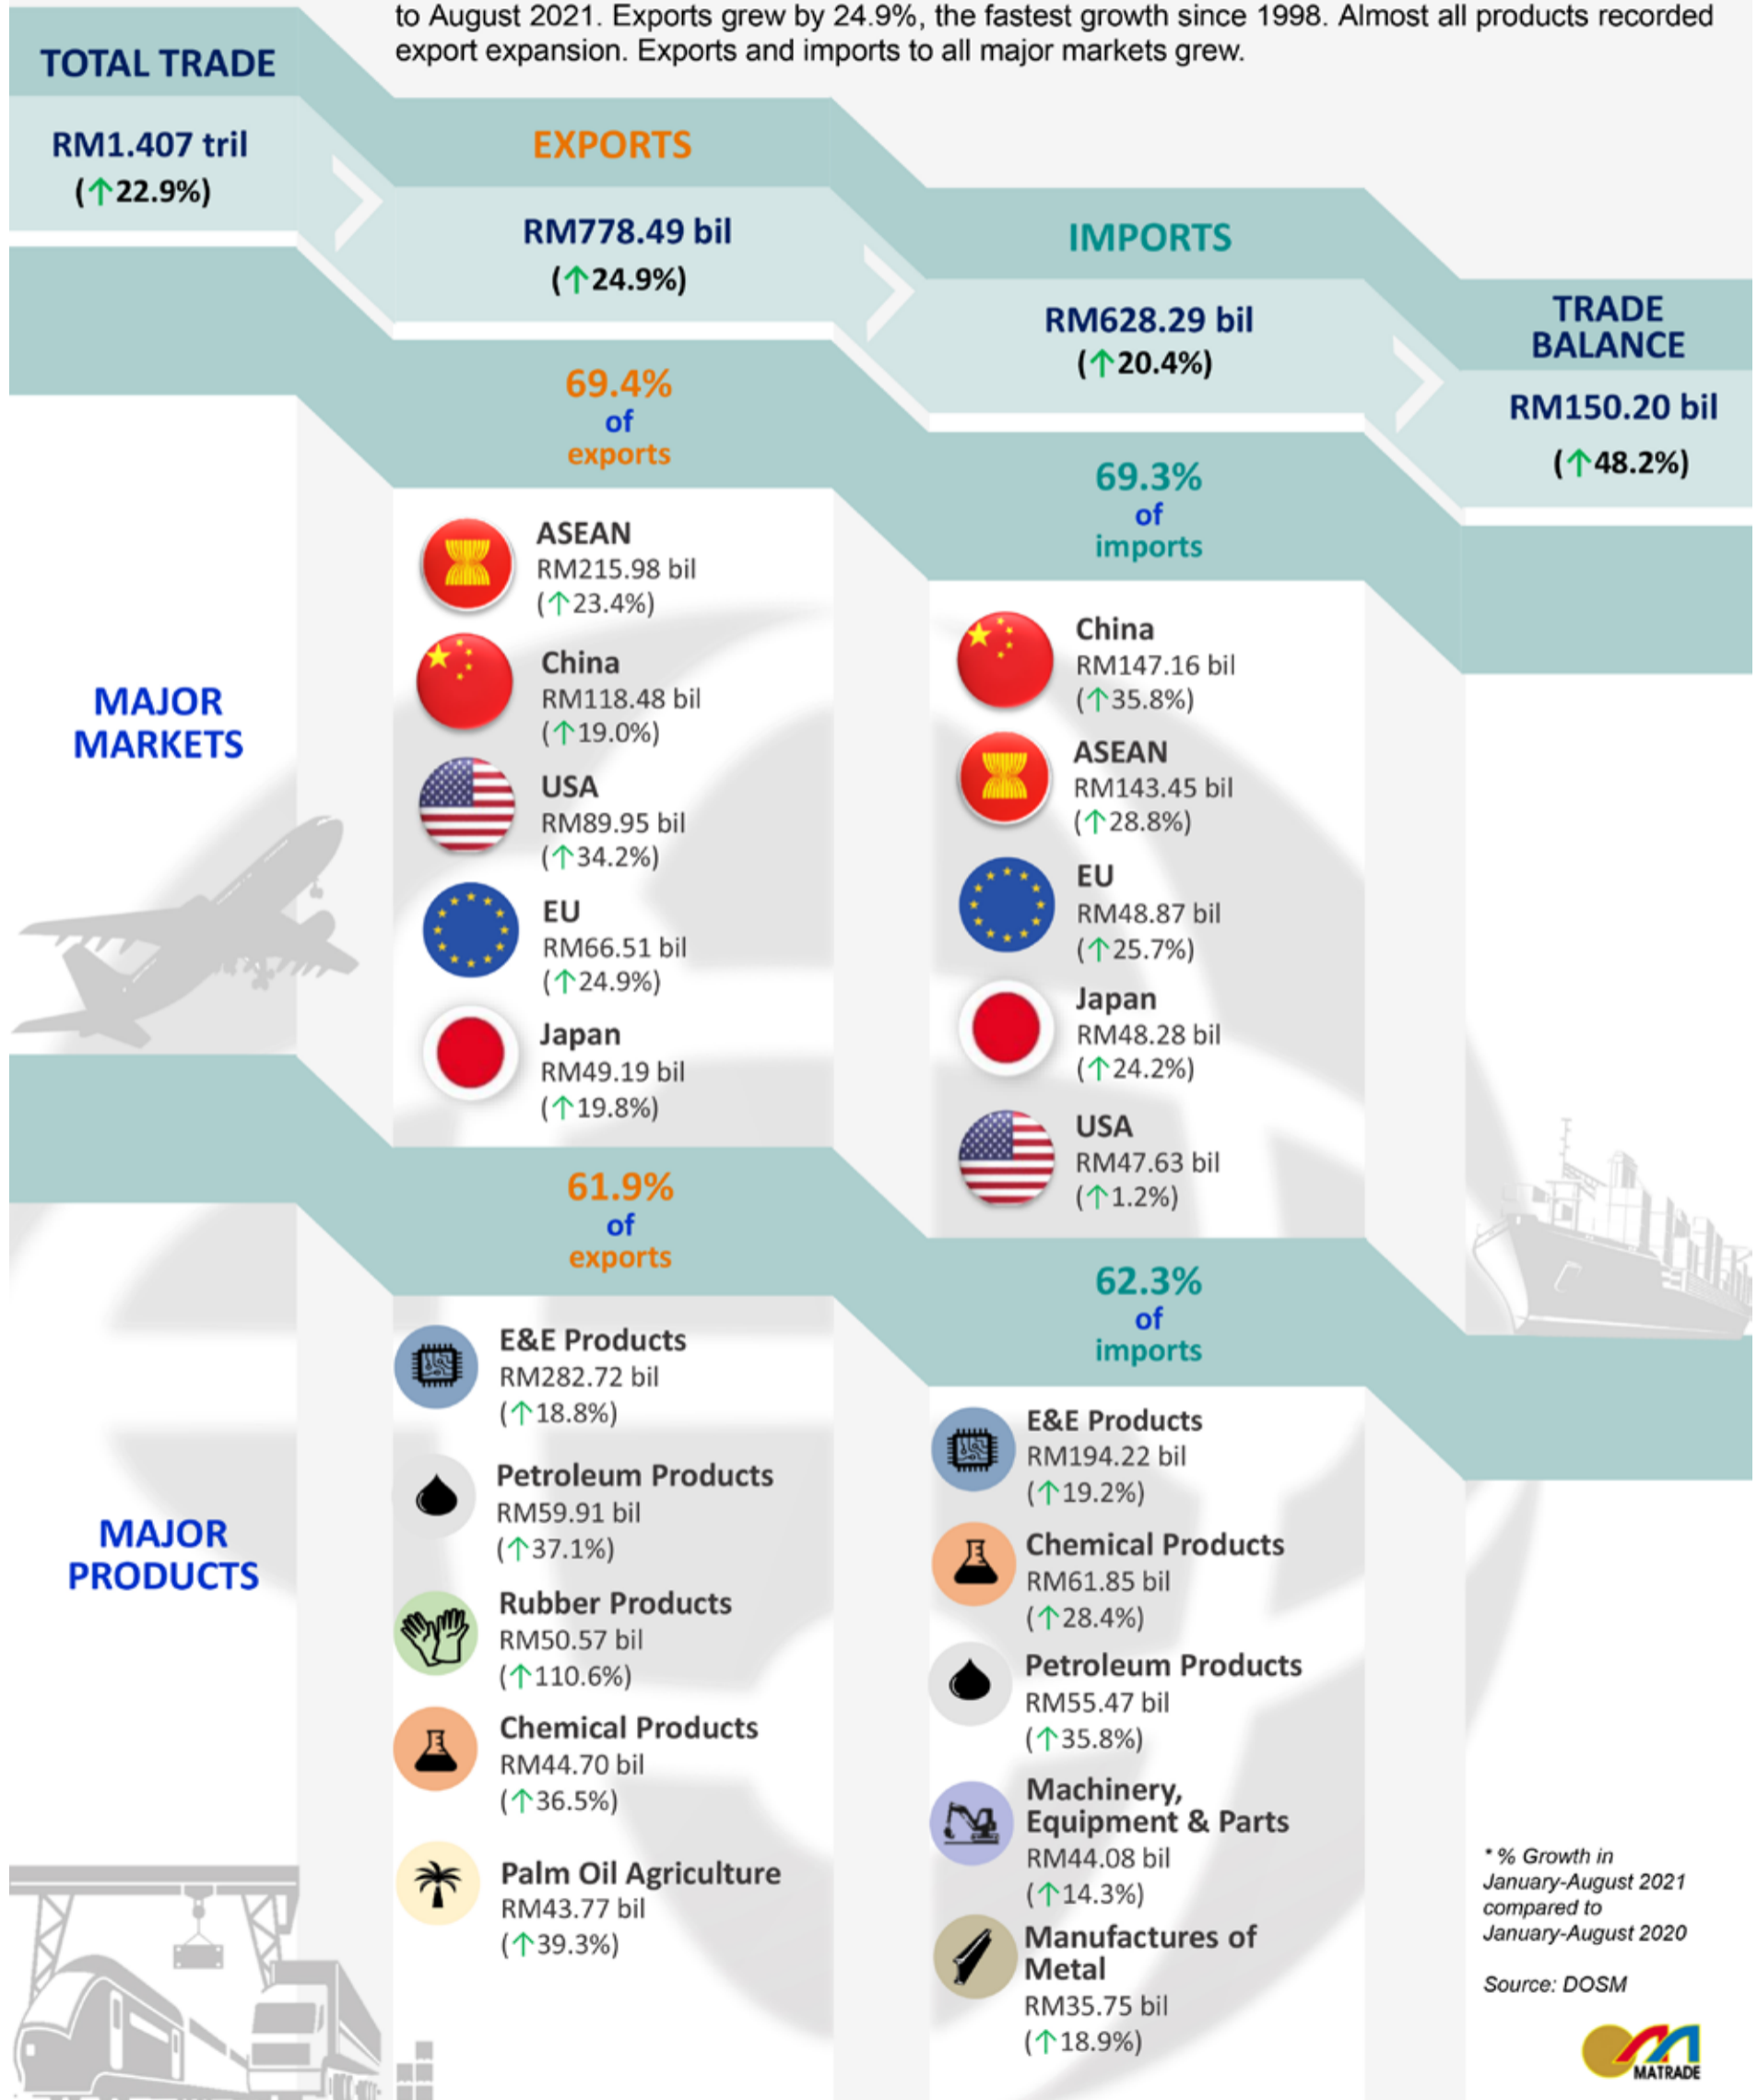 to August 2021. Exports grew by 24.9%, the fastest growth since 1998. Almost all products recorded
export expansion. Exports and imports to all major markets grew.
TOTAL TRADE
RM1.407 tril
(↑22.9%)
EXPORTS
RM778.49 bil
(↑24.9%)
IMPORTS
RM628.29 bil
(↑20.4%)
TRADE
BALANCE
RM150.20 bil
(↑48.2%)
MAJOR
MARKETS
69.4%
of
exports
ASEAN
RM215.98 bil
(↑23.4%)
China
RM118.48 bil
(↑19.0%)
USA
RM89.95 bil
(↑34.2%)
EU
RM66.51 bil
(↑24.9%)
Japan
RM49.19 bil
(↑19.8%)
69.3%
of
imports
China
RM147.16 bil
(↑35.8%)
ASEAN
RM143.45 bil
(↑28.8%)
EU
RM48.87 bil
(↑25.7%)
Japan
RM48.28 bil
(↑24.2%)
USA
RM47.63 bil
(↑1.2%)
MAJOR
PRODUCTS
61.9%
of
exports
E&E Products
RM282.72 bil
(↑18.8%)
Petroleum Products
RM59.91 bil
(↑37.1%)
Rubber Products
RM50.57 bil
(↑110.6%)
Chemical Products
RM44.70 bil
(↑36.5%)
Palm Oil Agriculture
RM43.77 bil
(↑39.3%)
62.3%
of
imports
E&E Products
RM194.22 bil
(↑19.2%)
Chemical Products
RM61.85 bil
(↑28.4%)
Petroleum Products
RM55.47 bil
(↑35.8%)
Machinery,
Equipment & Parts
RM44.08 bil
(↑14.3%)
Manufactures of
Metal
RM35.75 bil
(↑18.9%)
* % Growth in
January-August 2021
compared to
January-August 2020
Source: DOSM
MATRADE